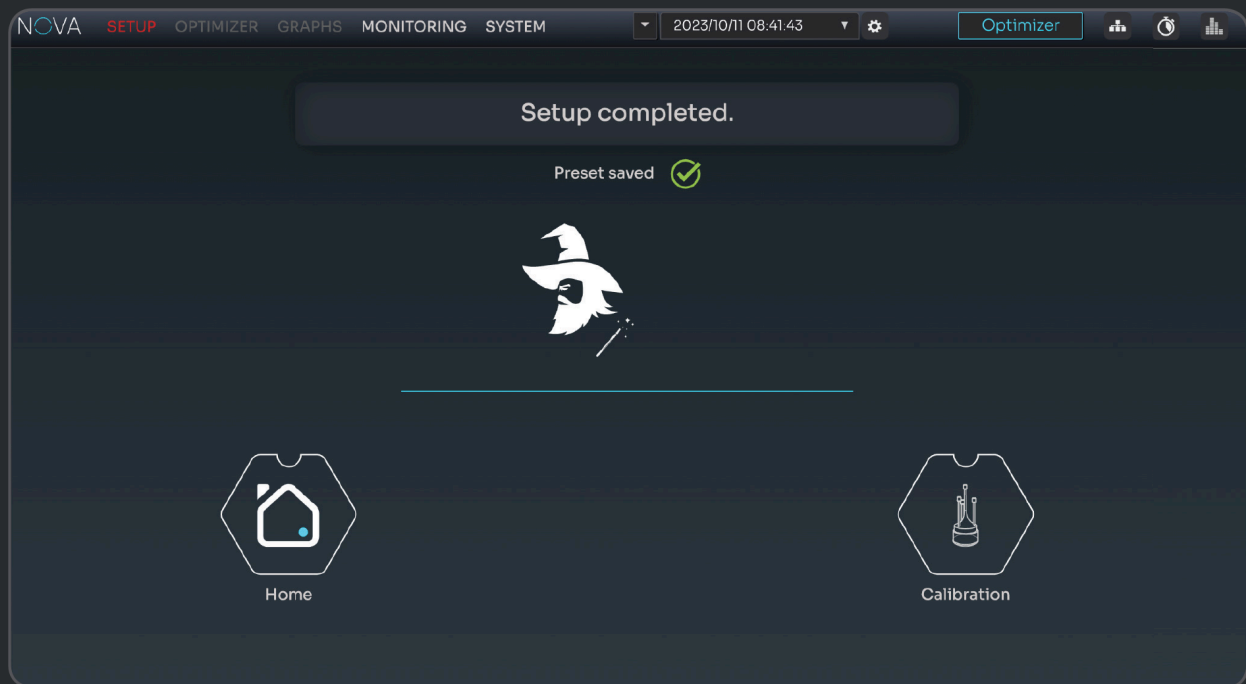 NOVA SETUP OPTIMIZER GRAPHS MONITORING SYSTEM 2023/10/11 08:41:43 Optimizer
Setup completed.
Preset saved
Home
Calibration